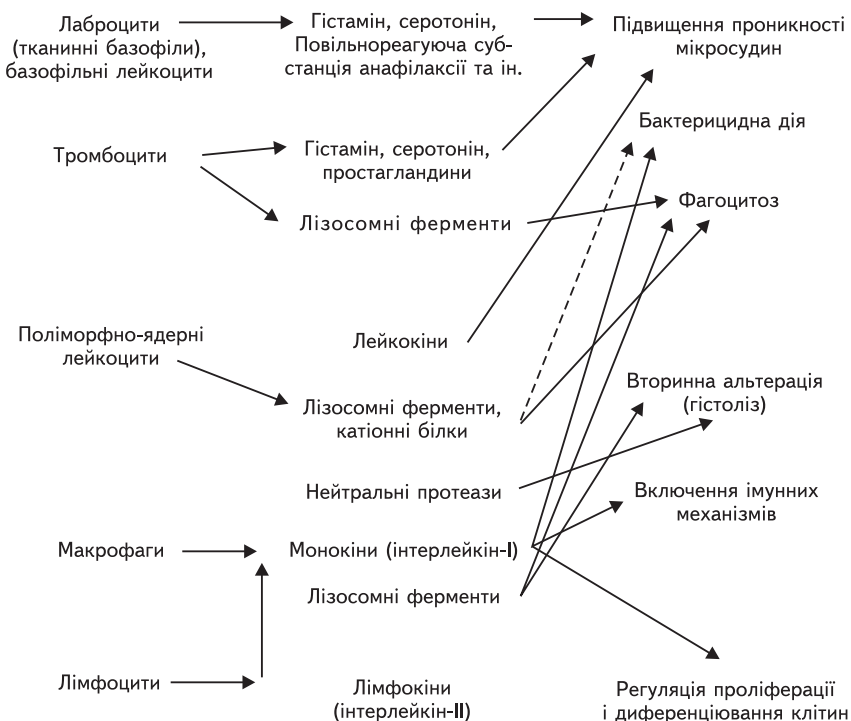 Лаброцити
(тканинні базофіли),
базофільні лейкоцити
Гістамін, серотонін,
Повільнореагуюча суб-
станція анафілаксії та ін.
Підвищення проникності
мікросудин
Бактерицидна дія
Тромбоцити
Гістамін, серотонін,
простагландини
Фагоцитоз
Лізосомні ферменти
Поліморфно-ядерні
лейкоцити
Лейкокіни
Вторинна альтерація
(гістоліз)
Лізосомні ферменти,
катіонні білки
Нейтральні протеази
Включення імунних
механізмів
Макрофаги
Монокіни (інтерлейкін-I)
Лізосомні ферменти
Лімфоцити
Лімфокіни
(інтерлейкін-II)
Регуляція проліферації
і диференціювання клітин